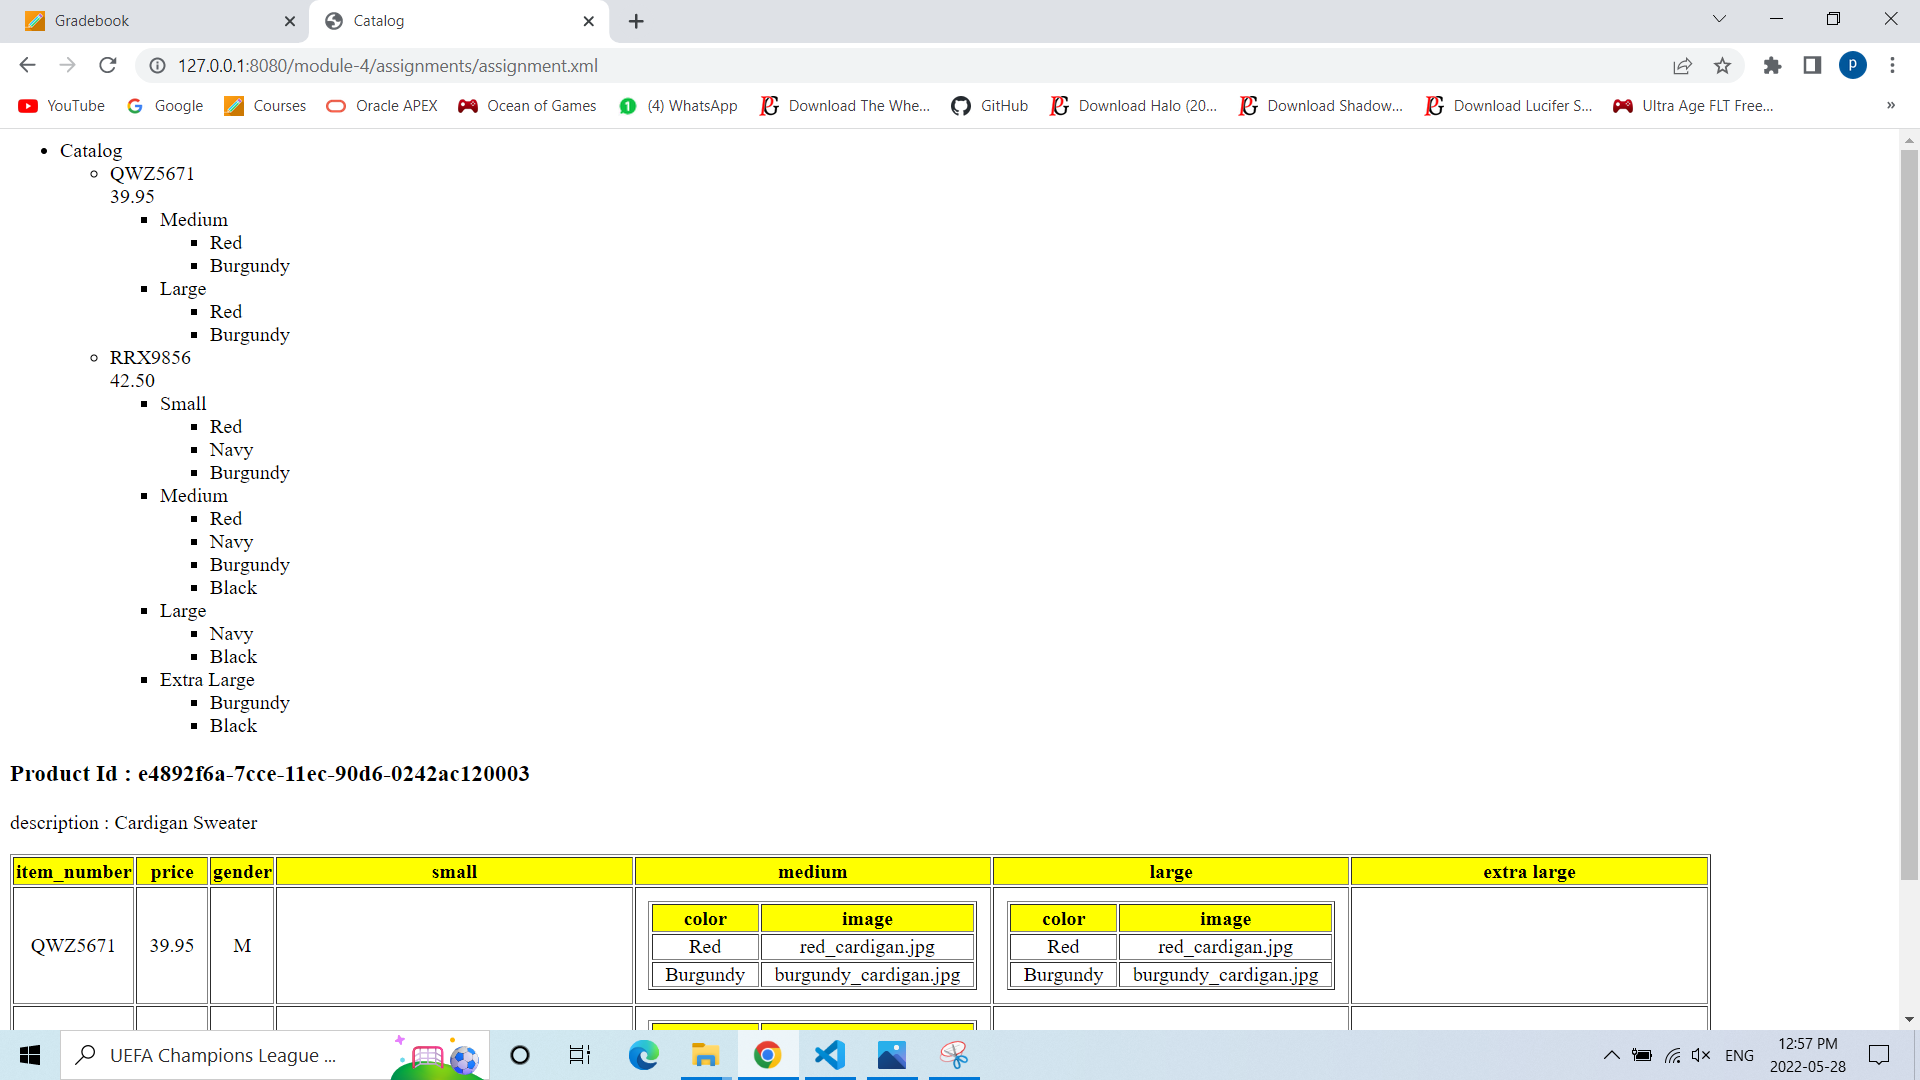 Gradebook
Catalog
127.0.0.1:8080/module-4/assignments/assignment.xml
P
YouTube Google Courses Oracle APEX Ocean of Games (4) WhatsApp Download The Whe... GitHub Download Halo (20... Download Shadow... Download Lucifer S... Ultra Age FLT Free... »
Catalog
QWZ5671
39.95
Medium
Red
Burgundy
Large
Red
Burgundy
RRX9856
42.50
Small
Red
Navy
Burgundy
Medium
Red
Navy
Burgundy
Black
Large
Navy
Black
Extra Large
Burgundy
Black
Product Id : e4892f6a-7cce-11ec-90d6-0242ac120003
description : Cardigan Sweater
item_number price gender small medium large extra large
color image color image
QWZ5671 39.95 M Red red_cardigan.jpg Red red_cardigan.jpg
Burgundy burgundy_cardigan.jpg Burgundy burgundy_cardigan.jpg
UEFA Champions League ...
ENG
12:57 PM
2022-05-28